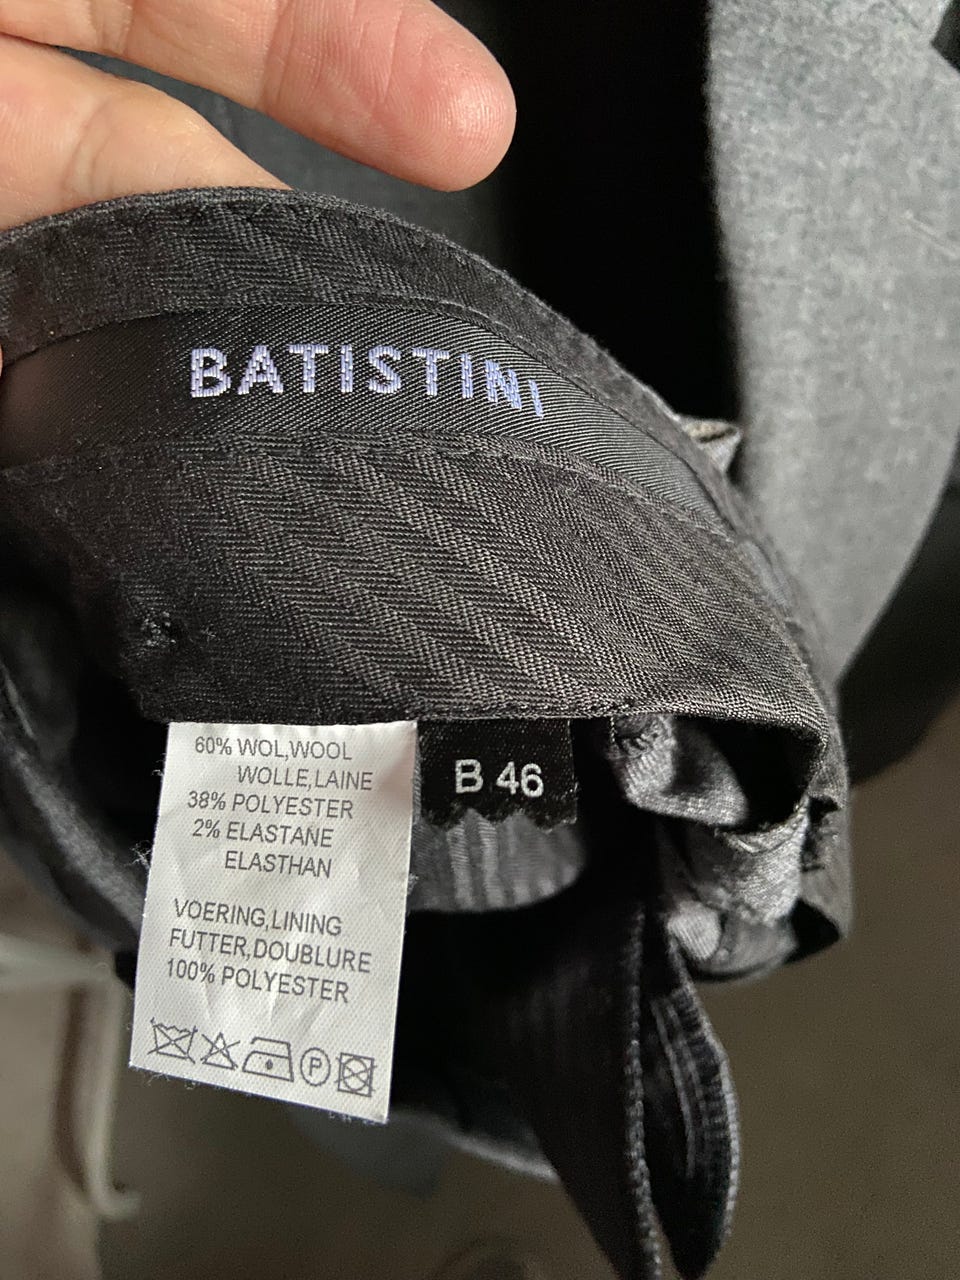 BATISTINI
60% WOL,WOOL
WOLLE,LAINE
38% POLYESTER
2% ELASTANE
ELASTHAN
VOERING,LINING
FUTTER,DOUBLURE
100% POLYESTER
P
B 46